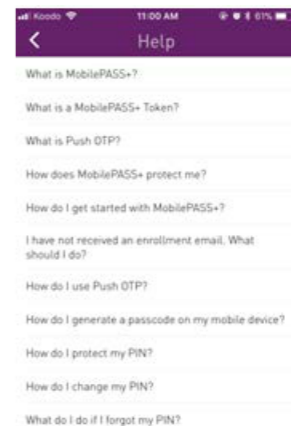 Koodo 11:00 AM 61%
Help
What is MobilePASS+?
What is a MobilePASS+ Token?
What is Push OTP?
How does MobilePASS+ protect me?
How do I get started with MobilePASS+?
I have not received an enrollment email. What
should I do?
How do I use Push OTP?
How do I generate a passcode on my mobile device?
How do I protect my PIN?
How do I change my PIN?
What do I do if I forgot my PIN?